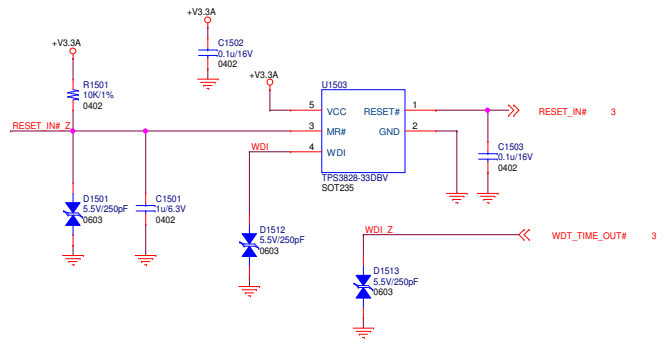 +V3.3A
C1502
0.1u/16V
0402
+V3.3A
R1501
10K/1%
0402
U1503
5 VCC RESET# 1
RESET_IN# 3
RESET_IN#_Z
3 MR# GND 2
WDI
4 WDI
C1503
0.1u/16V
0402
TPS3828-33DBV
SOT235
D1501
5.5V/250pF
0603
C1501
1u/6.3V
0402
D1512
5.5V/250pF
0603
WDI_Z
WDT_TIME_OUT# 3
D1513
5.5V/250pF
0603